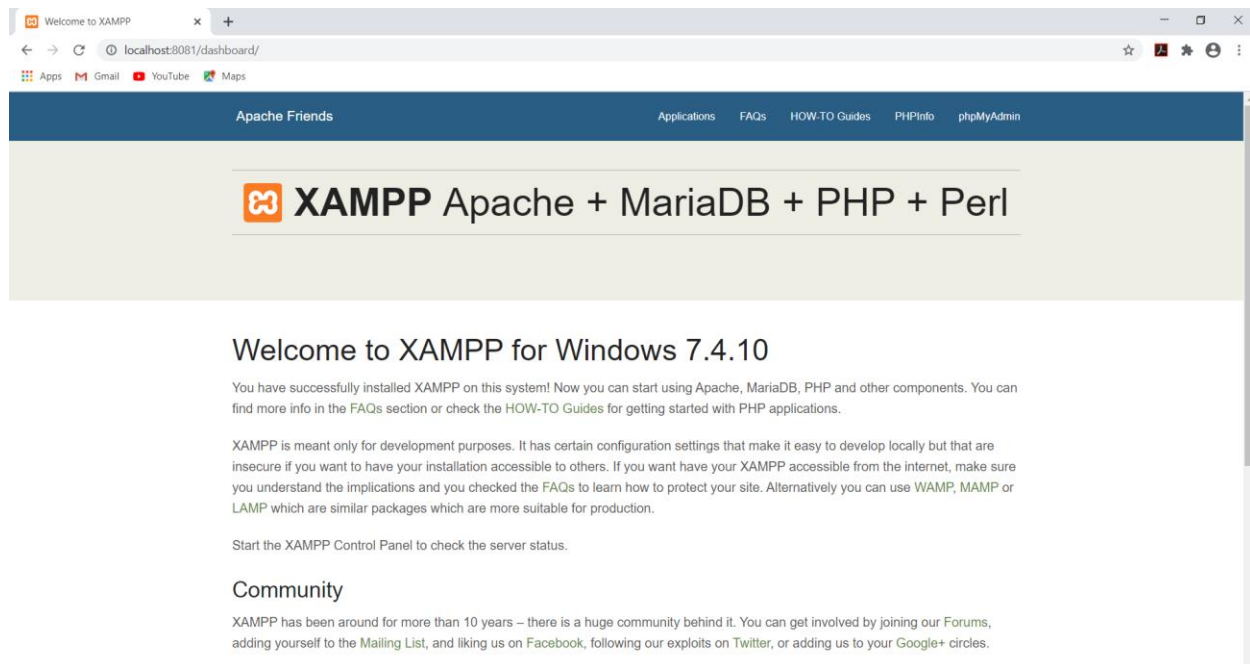 Welcome to XAMPP
localhost:8081/dashboard/
Apps Gmail YouTube Maps
Apache Friends Applications FAQs HOW-TO Guides PHPInfo phpMyAdmin
XAMPP Apache + MariaDB + PHP + Perl
Welcome to XAMPP for Windows 7.4.10
You have successfully installed XAMPP on this system! Now you can start using Apache, MariaDB, PHP and other components. You can
find more info in the FAQs section or check the HOW-TO Guides for getting started with PHP applications.
XAMPP is meant only for development purposes. It has certain configuration settings that make it easy to develop locally but that are
insecure if you want to have your installation accessible to others. If you want have your XAMPP accessible from the internet, make sure
you understand the implications and you checked the FAQs to learn how to protect your site. Alternatively you can use WAMP, MAMP or
LAMP which are similar packages which are more suitable for production.
Start the XAMPP Control Panel to check the server status.
Community
XAMPP has been around for more than 10 years – there is a huge community behind it. You can get involved by joining our Forums,
adding yourself to the Mailing List, and liking us on Facebook, following our exploits on Twitter, or adding us to your Google+ circles.